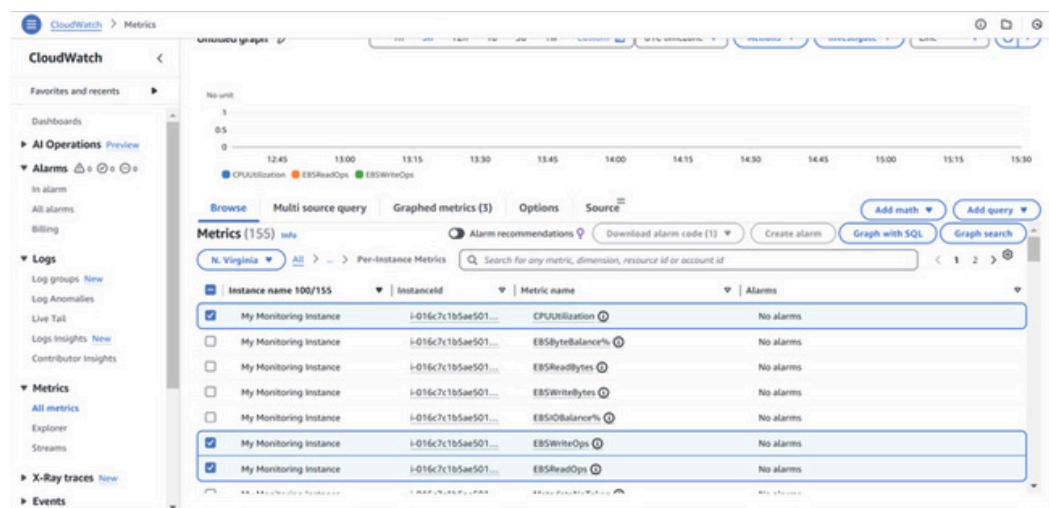 CloudWatch > Metrics
CloudWatch
Favorites and recents
Dashboards
AI Operations Preview
Alarms 0 0 0
In alarm
All alarms
Billing
Logs
Log groups New
Log Anomalies
Live Tail
Logs Insights New
Contributor Insights
Metrics
All metrics
Explorer
Streams
X-Ray traces New
Events
Untitled graph
No unit
1
0.5
0
12:45 13:00 13:15 13:30 13:45 14:00 14:15 14:30 14:45 15:00 15:15 15:30
CPUUtilization EBSReadOps EBSWriteOps
Browse Multi source query Graphed metrics (3) Options Source Add math Add query
Metrics (155) Info Alarm recommendations Download alarm code (1) Create alarm Graph with SQL Graph search
N. Virginia All > ... > Per-Instance Metrics Search for any metric, dimension, resource id or account id 1 2
Instance name 100/155 InstanceId Metric name Alarms
My Monitoring Instance i-016c7c1b5ae501... CPUUtilization No alarms
My Monitoring Instance i-016c7c1b5ae501... EBSByteBalance% No alarms
My Monitoring Instance i-016c7c1b5ae501... EBSReadBytes No alarms
My Monitoring Instance i-016c7c1b5ae501... EBSWriteBytes No alarms
My Monitoring Instance i-016c7c1b5ae501... EBSIOBalance% No alarms
My Monitoring Instance i-016c7c1b5ae501... EBSWriteOps No alarms
My Monitoring Instance i-016c7c1b5ae501... EBSReadOps No alarms